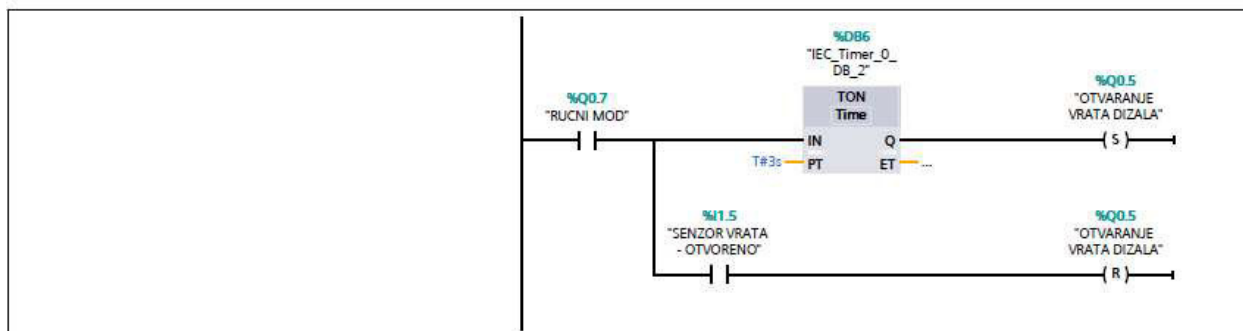 %DB6
"IEC_Timer_0_
DB_2"
%Q0.7
"RUCNI MOD"
TON
Time
%Q0.5
"OTVARANJE
VRATA DIZALA"
IN
Q
S
T#3s
PT
ET
...
%I1.5
"SENZOR VRATA
- OTVORENO"
%Q0.5
"OTVARANJE
VRATA DIZALA"
R